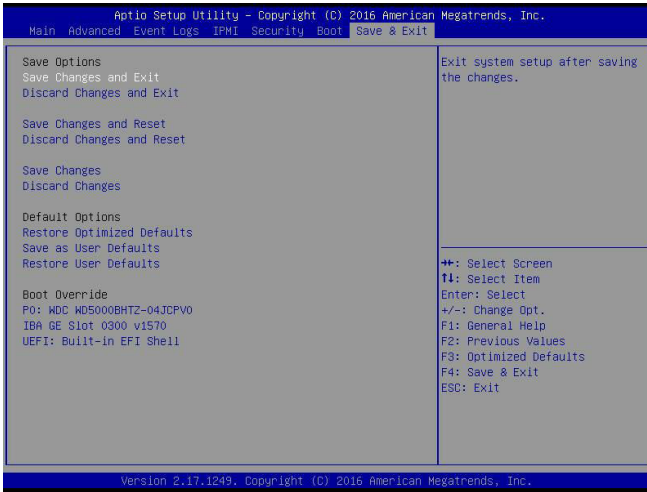 Aptio Setup Utility – Copyright (C) 2016 American Megatrends, Inc.
Main Advanced Event Logs IPMI Security Boot Save & Exit
Save Options
Save Changes and Exit
Discard Changes and Exit
Save Changes and Reset
Discard Changes and Reset
Save Changes
Discard Changes
Default Options
Restore Optimized Defaults
Save as User Defaults
Restore User Defaults
Boot Override
P0: WDC WD5000BHTZ-04JCPV0
IBA GE Slot 0300 v1570
UEFI: Built-in EFI Shell
Exit system setup after saving
the changes.
→←: Select Screen
↑↓: Select Item
Enter: Select
+/-: Change Opt.
F1: General Help
F2: Previous Values
F3: Optimized Defaults
F4: Save & Exit
ESC: Exit
Version 2.17.1249. Copyright (C) 2016 American Megatrends, Inc.